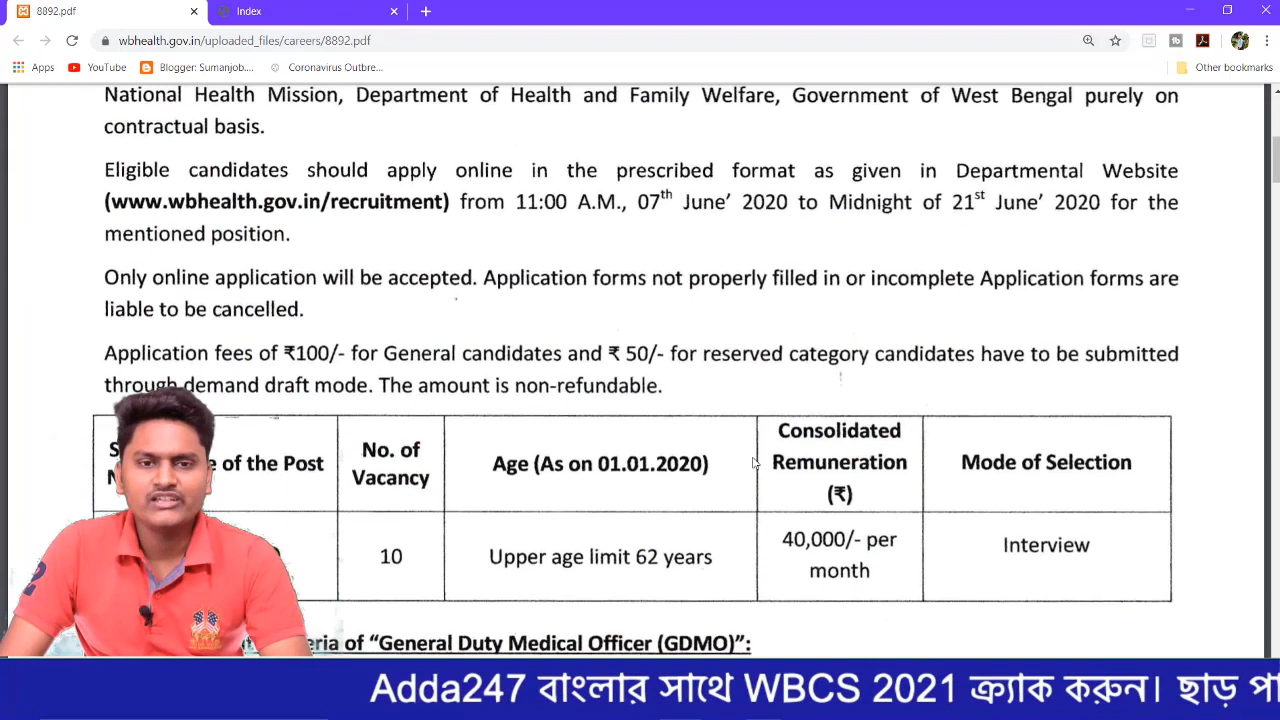 8892.pdf
Index
wbhealth.gov.in/uploaded_files/careers/8892.pdf
Apps YouTube Blogger: Sumanjob.... Coronavirus Outbre... Other bookmarks
National Health Mission, Department of Health and Family Welfare, Government of West Bengal purely on
contractual basis.
Eligible candidates should apply online in the prescribed format as given in Departmental Website
(www.wbhealth.gov.in/recruitment) from 11:00 A.M., 07th June' 2020 to Midnight of 21st June' 2020 for the
mentioned position.
Only online application will be accepted. Application forms not properly filled in or incomplete Application forms are
liable to be cancelled.
Application fees of ₹100/- for General candidates and ₹ 50/- for reserved category candidates have to be submitted
through demand draft mode. The amount is non-refundable.
of the Post
No. of
Vacancy
Age (As on 01.01.2020)
Consolidated
Remuneration
(₹)
Mode of Selection
10
Upper age limit 62 years
40,000/- per
month
Interview
of "General Duty Medical Officer (GDMO)":
Adda247 বাংলার সাথে WBCS 2021 ক্র্যাক করুন। ছাড় পা